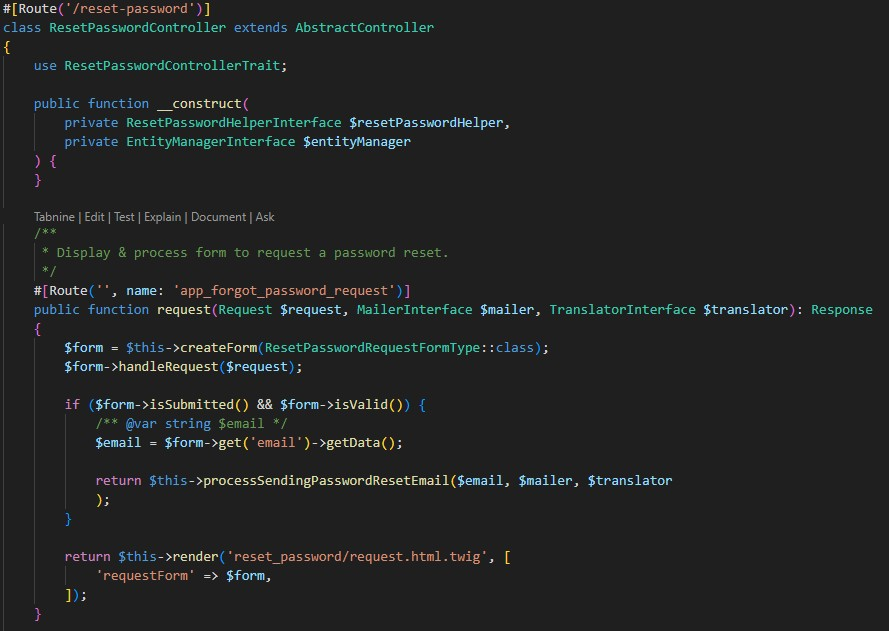 #[Route('/reset-password')]
class ResetPasswordController extends AbstractController
{
    use ResetPasswordControllerTrait;

    public function __construct(
        private ResetPasswordHelperInterface $resetPasswordHelper,
        private EntityManagerInterface $entityManager
    ) {
    }

    Tabnine | Edit | Test | Explain | Document | Ask
    /**
     * Display & process form to request a password reset.
     */
    #[Route('', name: 'app_forgot_password_request')]
    public function request(Request $request, MailerInterface $mailer, TranslatorInterface $translator): Response
    {
        $form = $this->createForm(ResetPasswordRequestFormType::class);
        $form->handleRequest($request);

        if ($form->isSubmitted() && $form->isValid()) {
            /** @var string $email */
            $email = $form->get('email')->getData();

            return $this->processSendingPasswordResetEmail($email, $mailer, $translator
            );
        }

        return $this->render('reset_password/request.html.twig', [
            'requestForm' => $form,
        ]);
    }